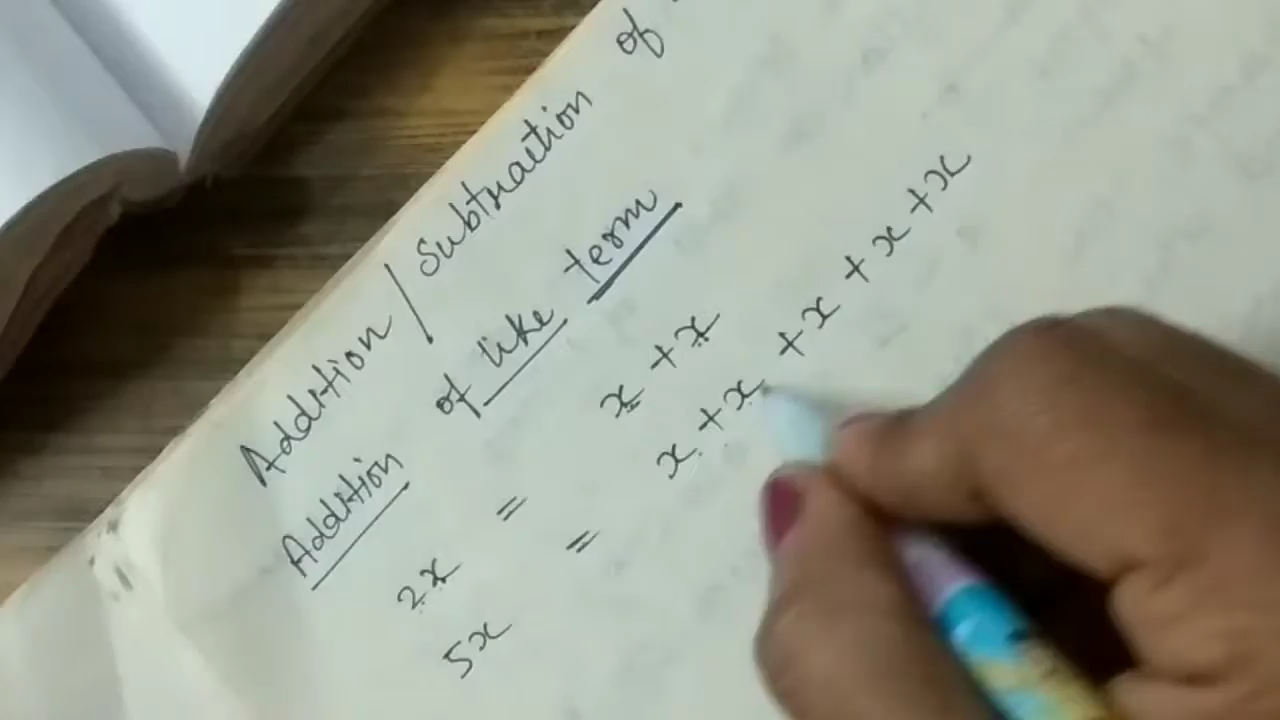 Addition / Subtraction of
Addition of like term
2x = x + x
5x = x + x + x + x + x